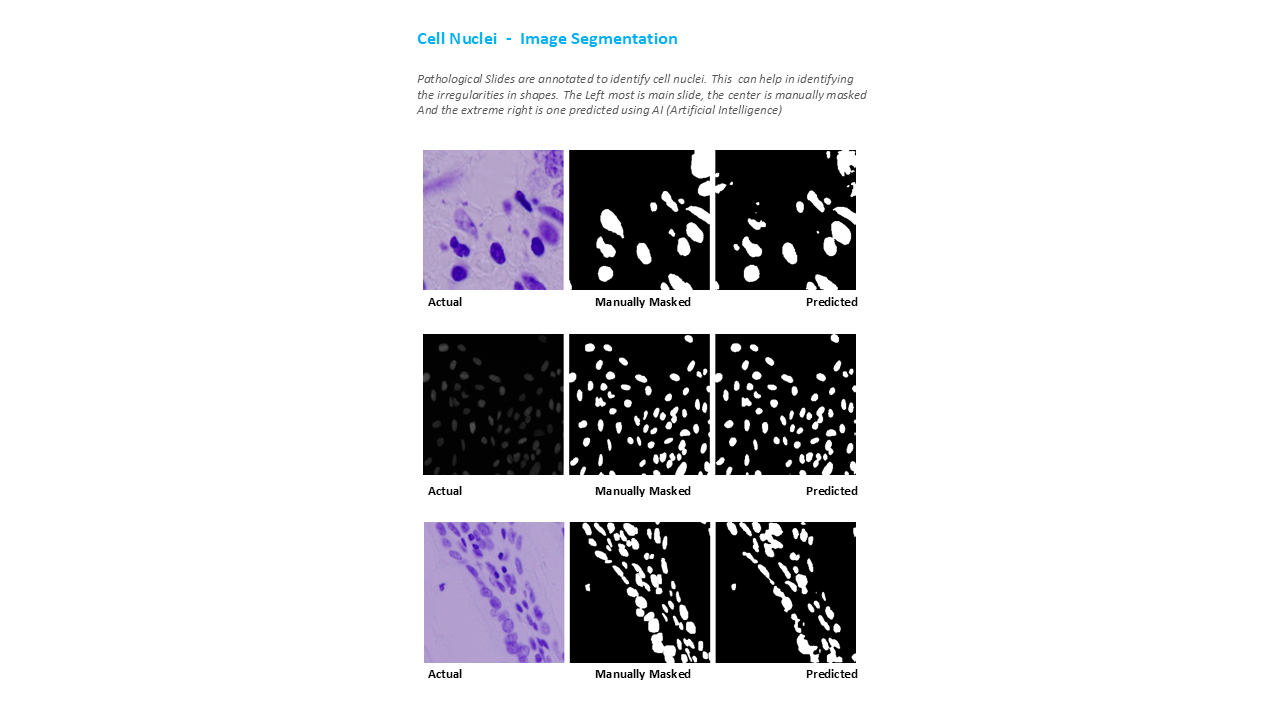 Cell Nuclei - Image Segmentation
Pathological Slides are annotated to identify cell nuclei. This can help in identifying
the irregularities in shapes. The Left most is main slide, the center is manually masked
And the extreme right is one predicted using AI (Artificial Intelligence)
Actual Manually Masked Predicted
Actual Manually Masked Predicted
Actual Manually Masked Predicted